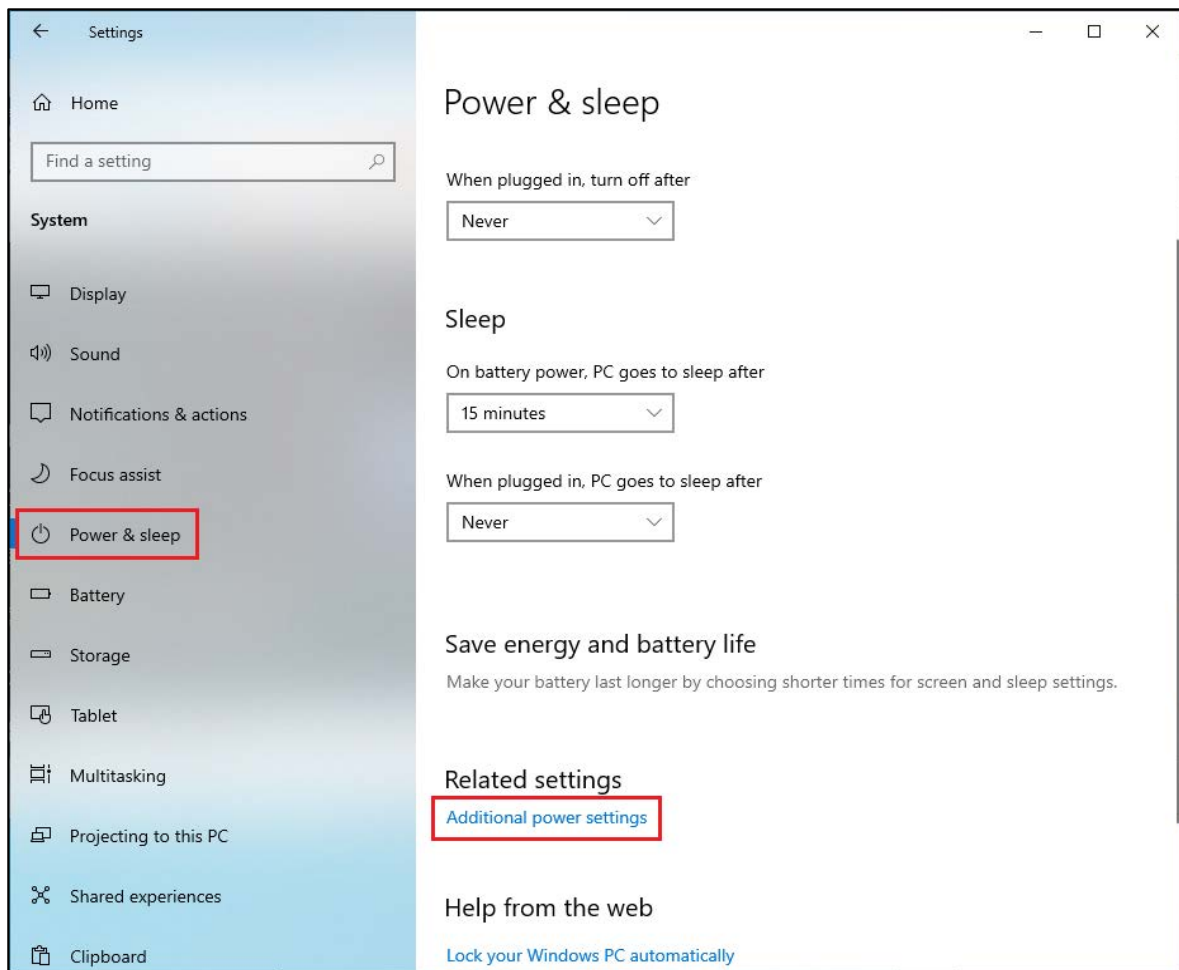 Settings
Home
Find a setting
System
Display
Sound
Notifications & actions
Focus assist
Power & sleep
Battery
Storage
Tablet
Multitasking
Projecting to this PC
Shared experiences
Clipboard
Power & sleep
When plugged in, turn off after
Never
Sleep
On battery power, PC goes to sleep after
15 minutes
When plugged in, PC goes to sleep after
Never
Save energy and battery life
Make your battery last longer by choosing shorter times for screen and sleep settings.
Related settings
Additional power settings
Help from the web
Lock your Windows PC automatically